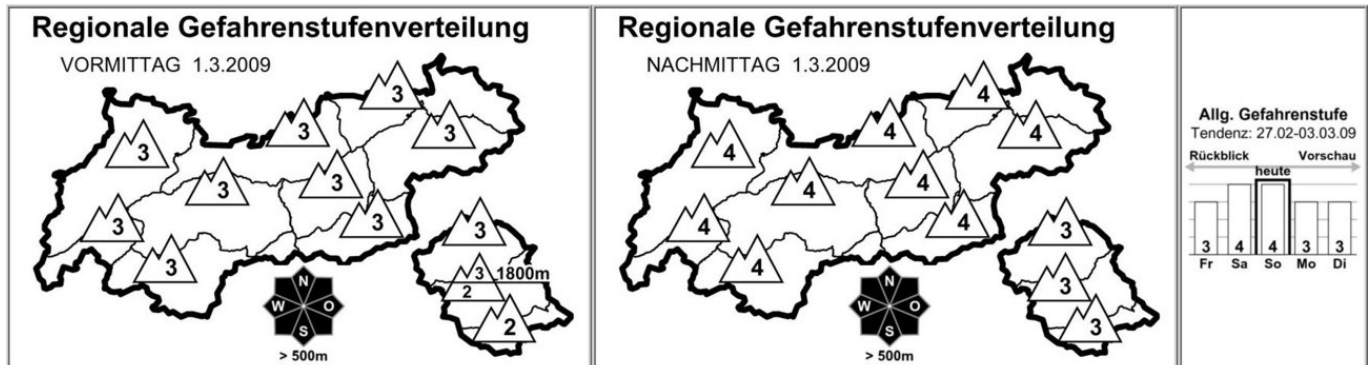 Regionale Gefahrenstufenverteilung
VORMITTAG 1.3.2009
3
3
3
3
3
3
3
3
3
3
3 1800m
2
2
N
W O
S
> 500m
Regionale Gefahrenstufenverteilung
NACHMITTAG 1.3.2009
4
4
4
4
4
4
4
4
4
3
3
3
N
W O
S
> 500m
Allg. Gefahrenstufe
Tendenz: 27.02-03.03.09
Rückblick Vorschau
heute
3 4 4 3 3
Fr Sa So Mo Di